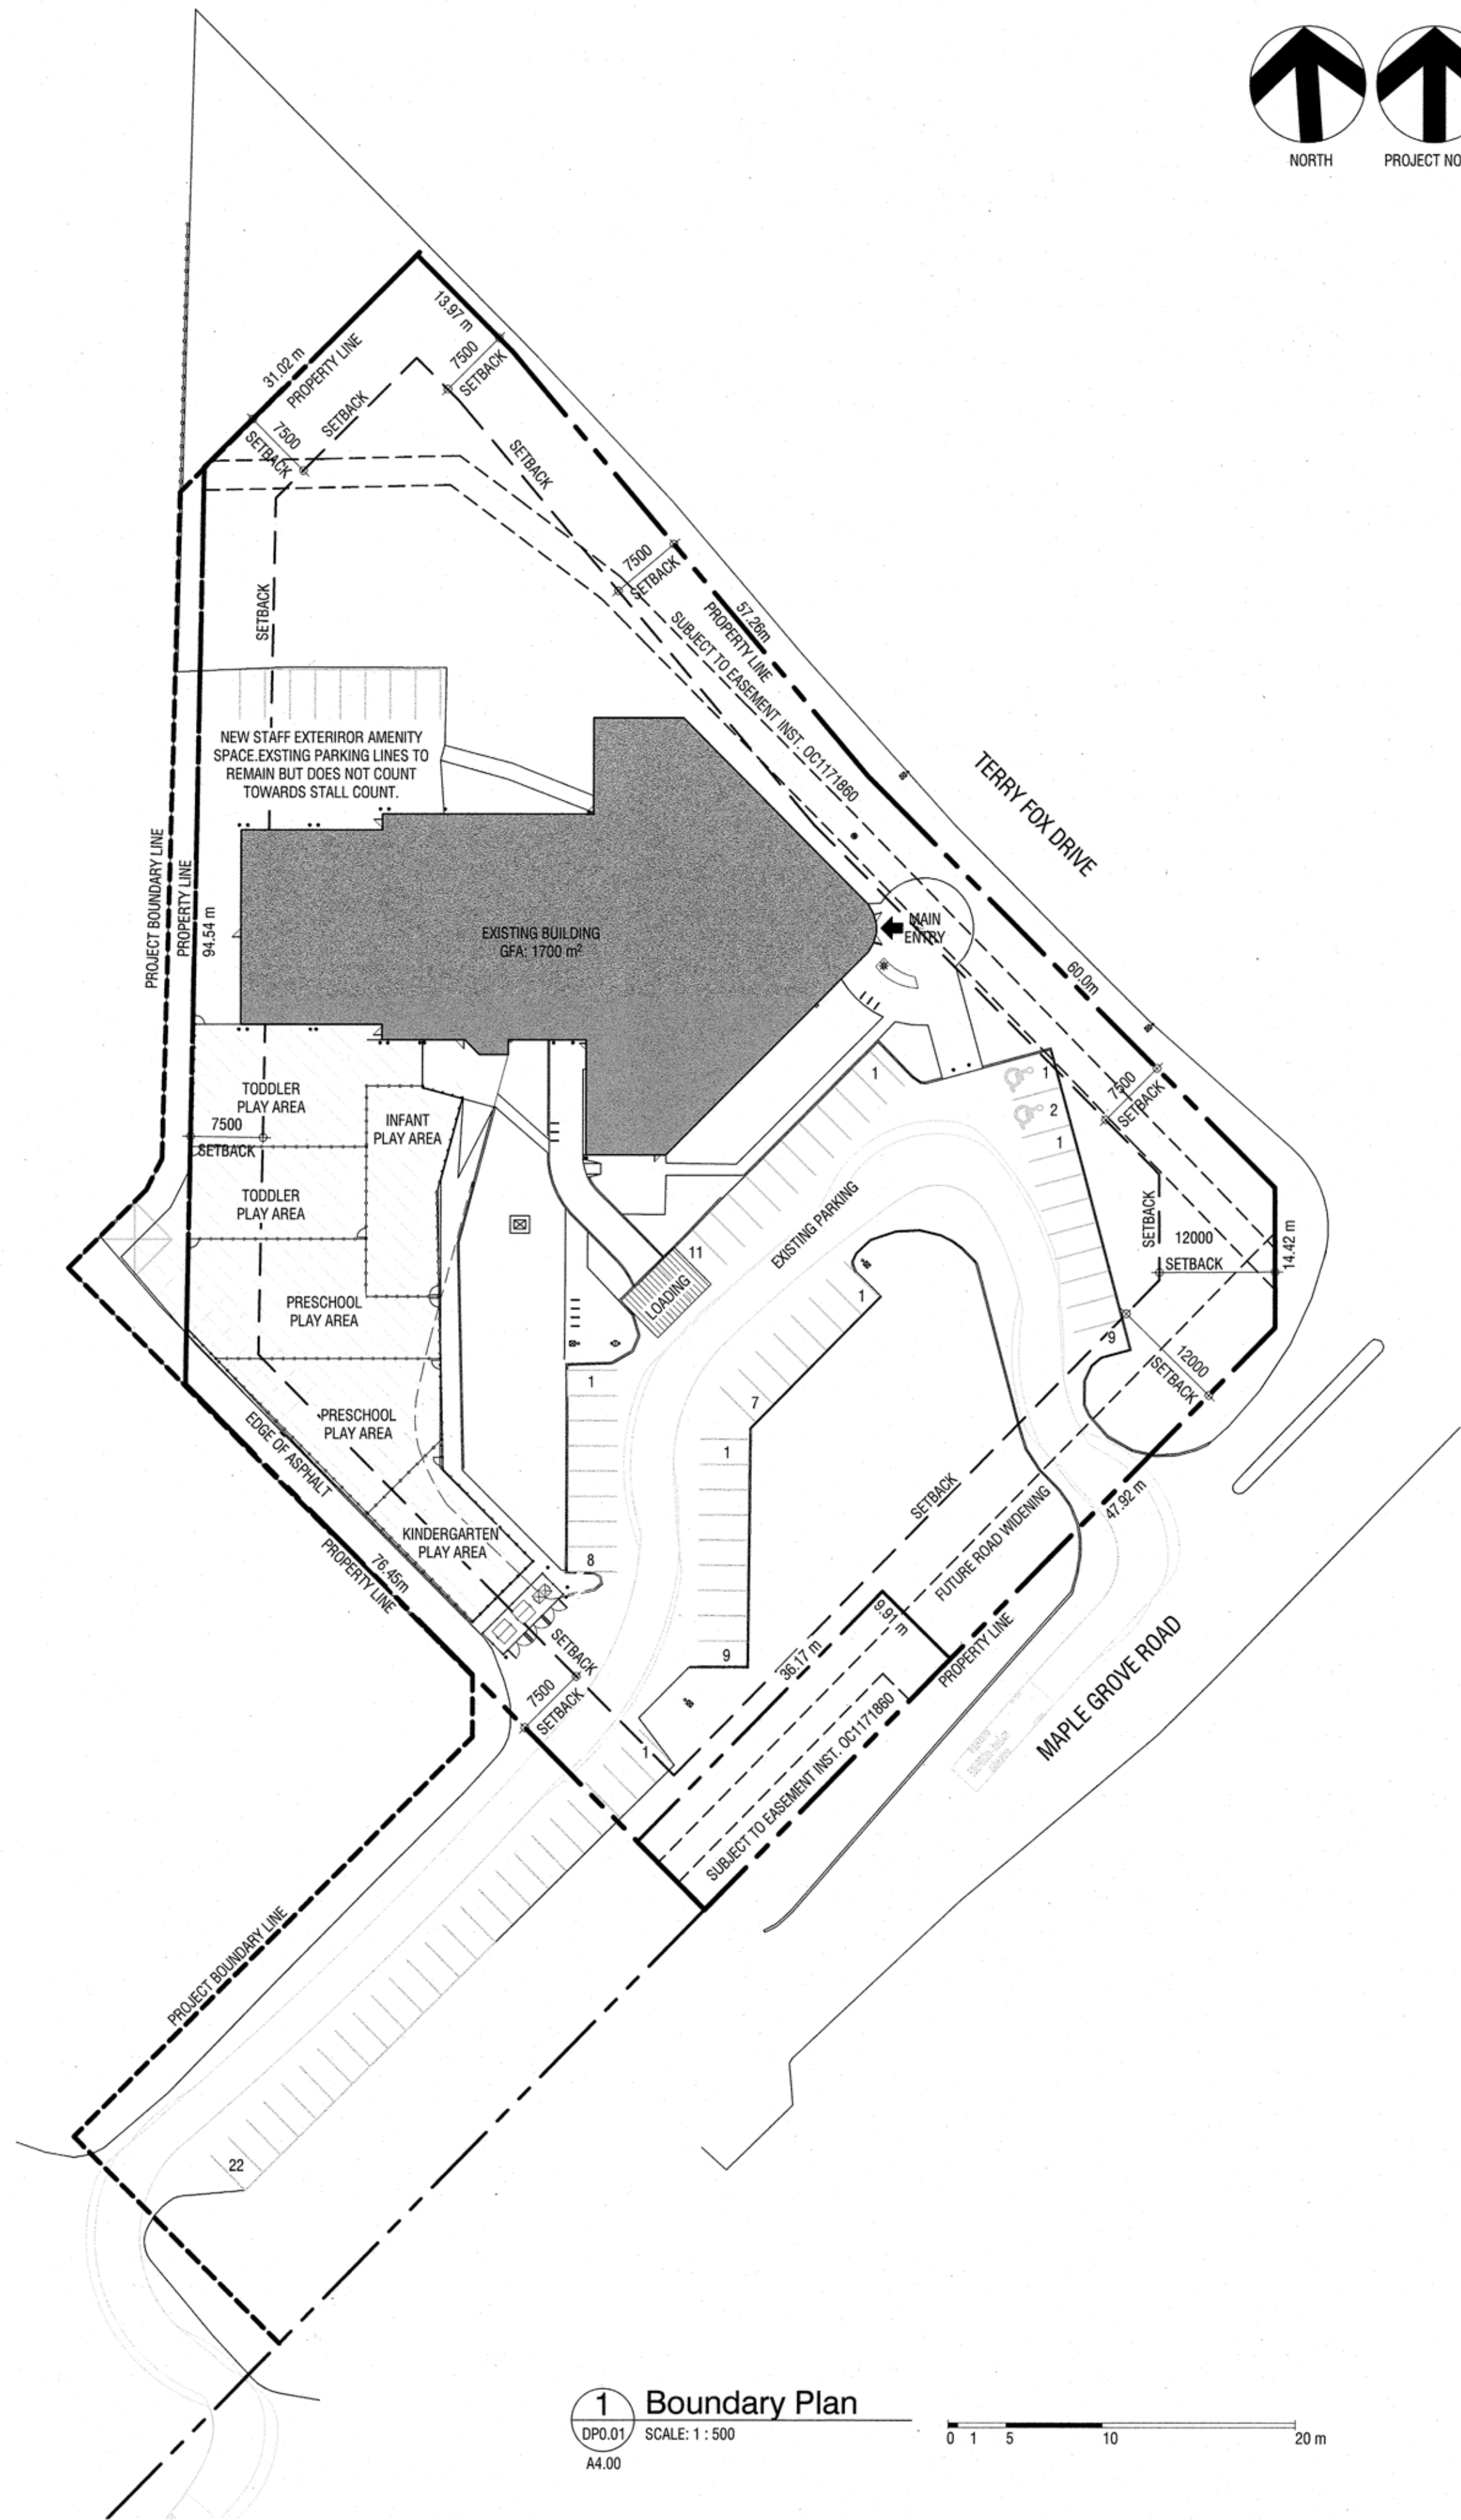 NORTH
PROJECT NO
13.97 m
7500
SETBACK
31.02 m
PROPERTY LINE
SETBACK
7500
SETBACK
SETBACK
7500
SETBACK
57.26m
PROPERTY LINE
SUBJECT TO EASEMENT INST. OC1171860
SETBACK
NEW STAFF EXTERIROR AMENITY
SPACE.EXSTING PARKING LINES TO
REMAIN BUT DOES NOT COUNT
TOWARDS STALL COUNT.
TERRY FOX DRIVE
PROJECT BOUNDARY LINE
PROPERTY LINE
94.54 m
EXISTING BUILDING
GFA: 1700 m²
MAIN
ENTRY
60.0m
7500
SETBACK
1
1
2
1
TODDLER
PLAY AREA
INFANT
PLAY AREA
7500
SETBACK
TODDLER
PLAY AREA
EXISTING PARKING
SETBACK
12000
SETBACK
14.42 m
11
LOADING
1
PRESCHOOL
PLAY AREA
9
12000
SETBACK
1
7
PRESCHOOL
PLAY AREA
1
EDGE OF ASPHALT
SETBACK
47.92 m
KINDERGARTEN
PLAY AREA
8
FUTURE ROAD WIDENING
76.45m
PROPERTY LINE
9.91 m
SETBACK
9
36.17 m
PROPERTY LINE
7500
SETBACK
MAPLE GROVE ROAD
1
SUBJECT TO EASEMENT INST. OC1171860
PROJECT BOUNDARY LINE
22
1
Boundary Plan
DP0.01
SCALE: 1 : 500
A4.00
0 1 5 10 20 m